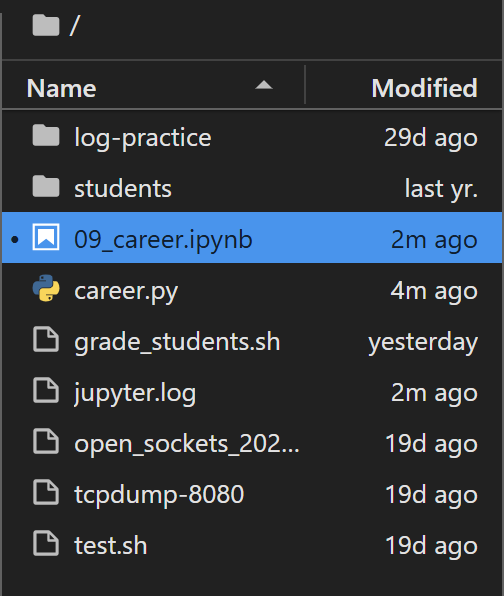 /
Name Modified
log-practice 29d ago
students last yr.
09_career.ipynb 2m ago
career.py 4m ago
grade_students.sh yesterday
jupyter.log 2m ago
open_sockets_202... 19d ago
tcpdump-8080 19d ago
test.sh 19d ago